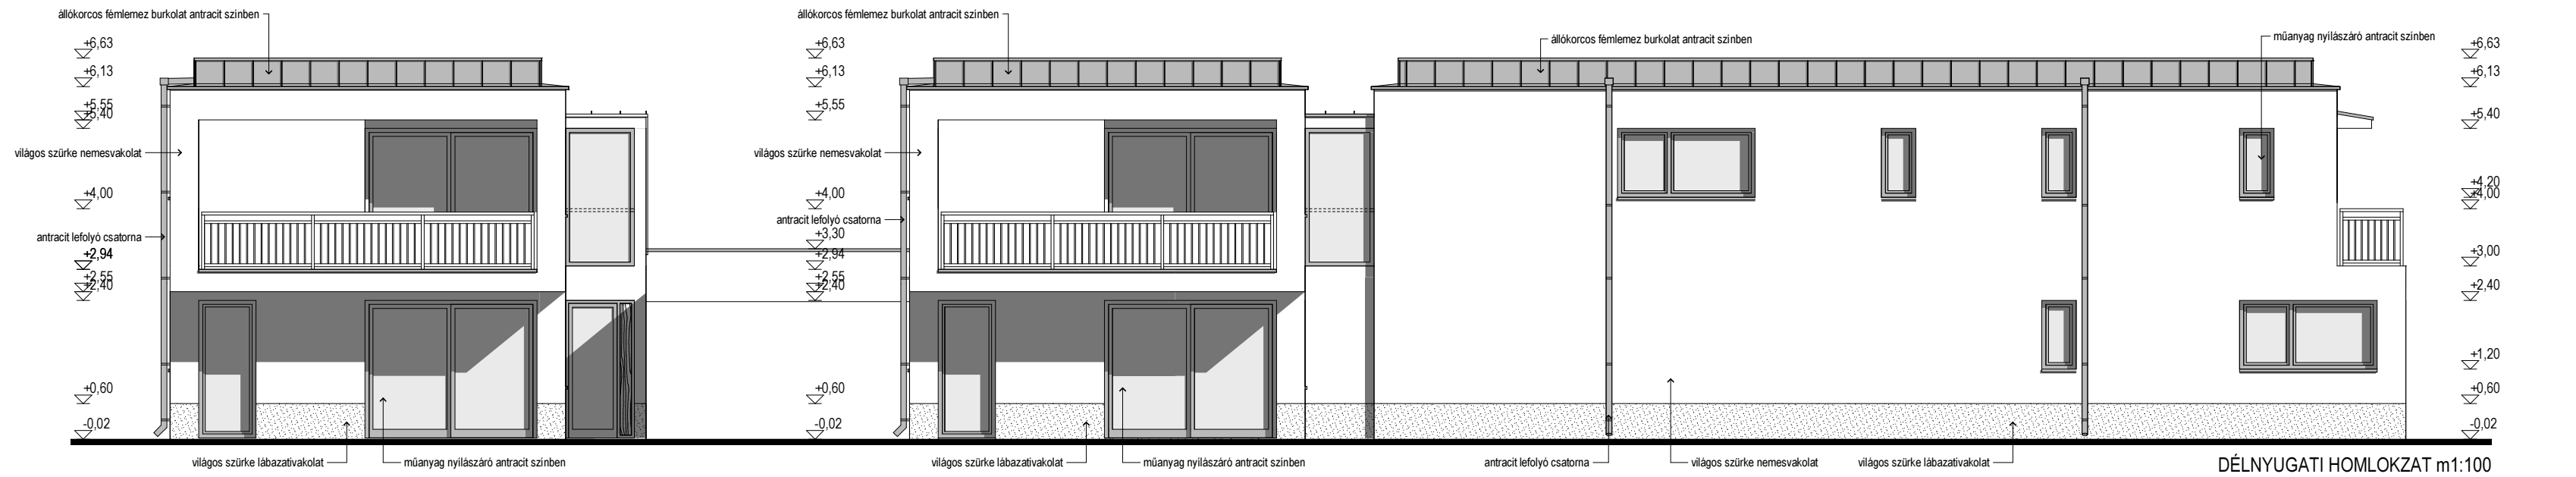 állókorcos fémlemez burkolat antracit színben
állókorcos fémlemez burkolat antracit színben
állókorcos fémlemez burkolat antracit színben
műanyag nyílászáró antracit színben
+6,63
+6,13
+5,55
+5,40
világos szürke nemesvakolat
+4,00
antracit lefolyó csatorna
+2,94
+2,55
+2,40
+0,60
-0,02
világos szürke lábazativakolat
műanyag nyílászáró antracit színben
+6,63
+6,13
+5,55
világos szürke nemesvakolat
+4,00
antracit lefolyó csatorna
+3,30
+2,94
+2,55
+2,40
+0,60
-0,02
világos szürke lábazativakolat
műanyag nyílászáró antracit színben
antracit lefolyó csatorna
világos szürke nemesvakolat
világos szürke lábazativakolat
+6,63
+6,13
+5,40
+4,20
+4,00
+3,00
+2,40
+1,20
+0,60
-0,02
DÉLNYUGATI HOMLOKZAT m1:100